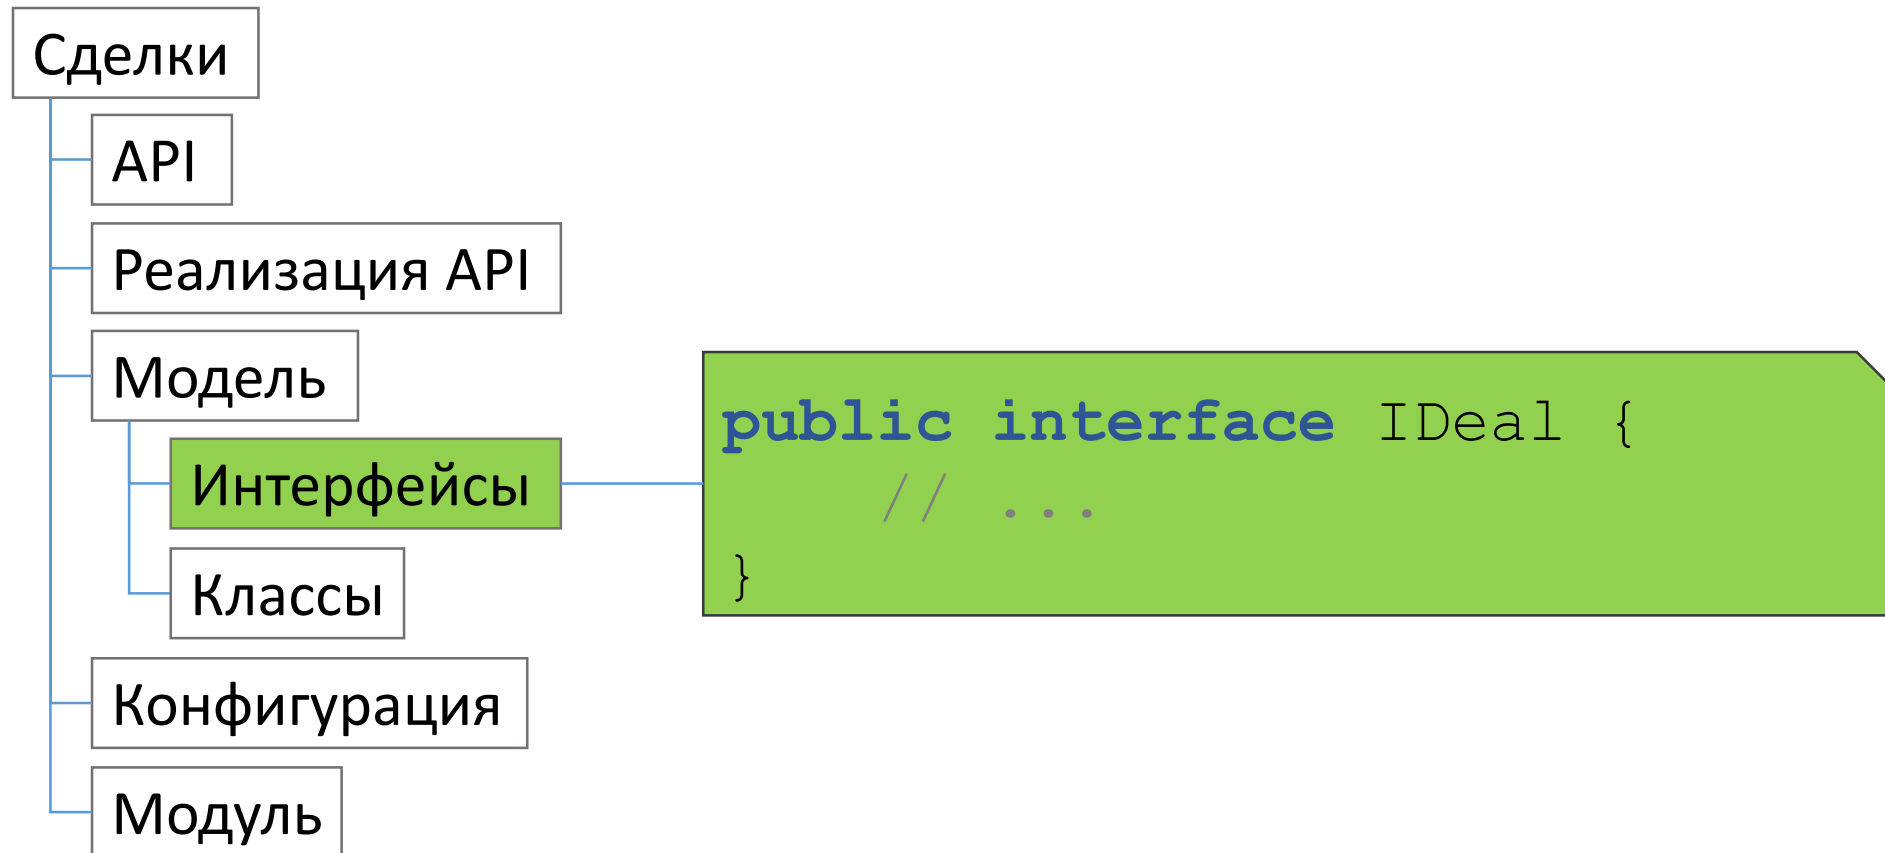 Сделки
API
Реализация API
Модель
Интерфейсы
Классы
Конфигурация
Модуль
public interface IDeal {
// ...
}